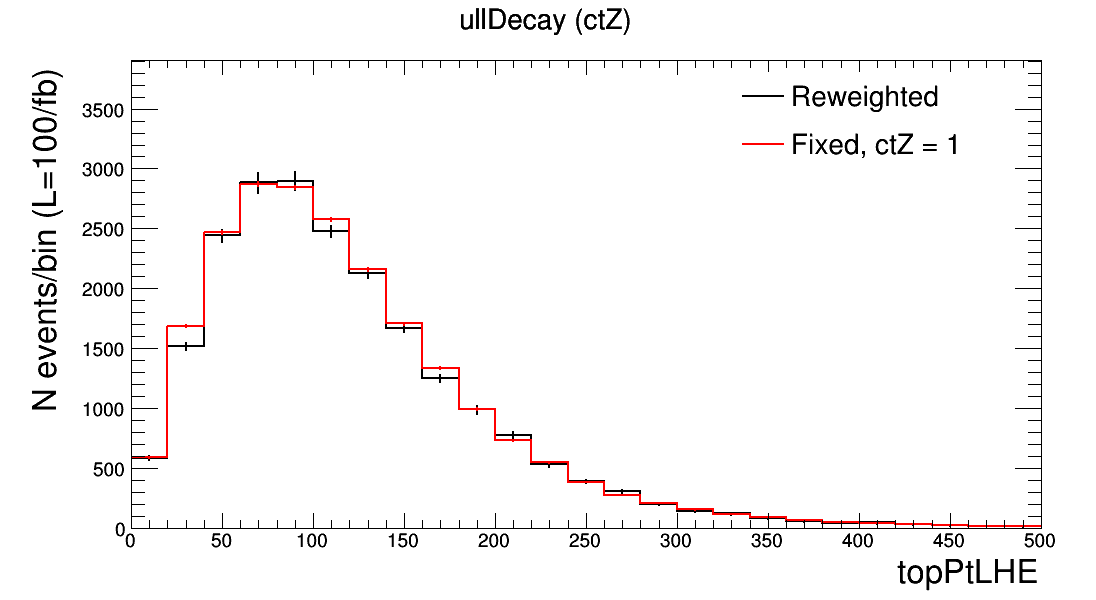 ullDecay (ctZ)
N events/bin (L=100/fb)
3500
3000
2500
2000
1500
1000
500
0
Reweighted
Fixed, ctZ = 1
0 50 100 150 200 250 300 350 400 450 500
topPtLHE